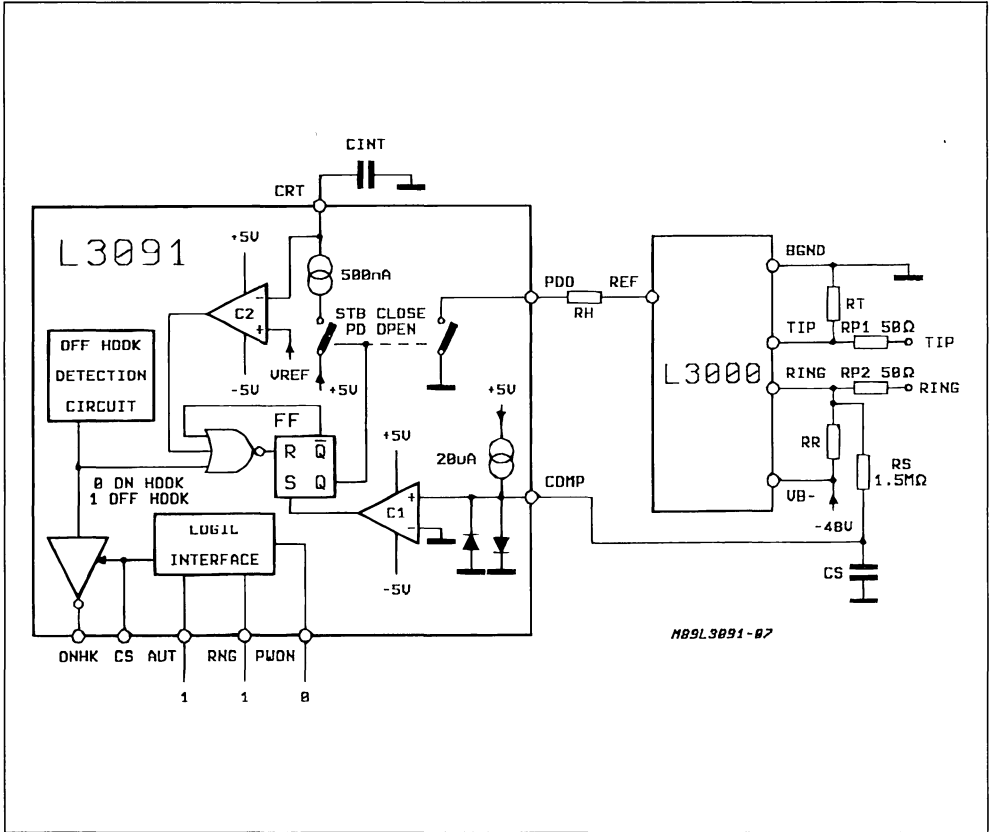 CINT
CRT
L3091
+5V
500nA
C2
-
+
STB CLOSE
PD OPEN
VREF
+5V
-5V
OFF HOOK
DETECTION
CIRCUIT
0 ON HOOK
1 OFF HOOK
FF
R Q̅
S Q
+5V
20uA
+5V
C1
+
-
-5V
COMP
PDO
RH
REF
L3000
BGND
RT
TIP
RP1 50Ω
TIP
RING
RP2 50Ω
RING
RR
RS
1.5MΩ
VB-
-48V
CS
LOGIC
INTERFACE
ONHK
CS
AUT
RNG
PWON
1
1
0
M89L3091-07